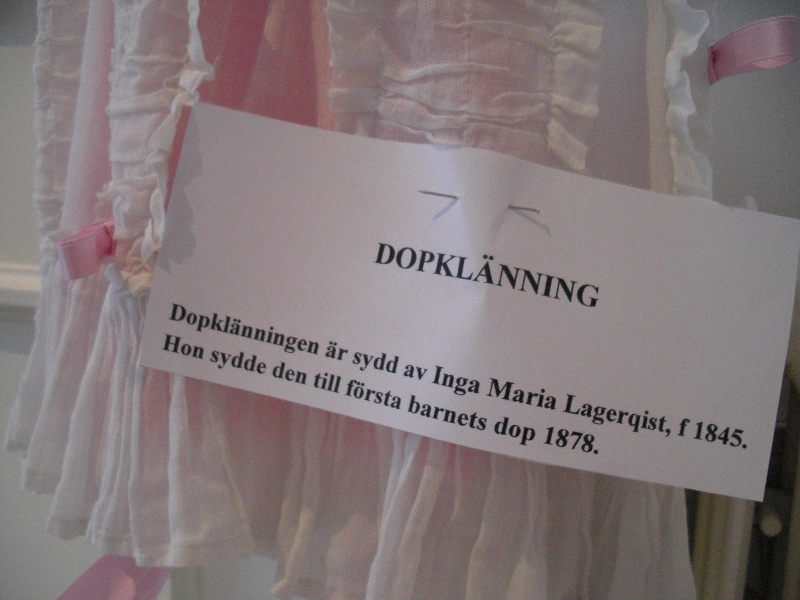 DOPKLÄNNING
Dopklänningen är sydd av Inga Maria Lagerqist, f 1845.
Hon sydde den till första barnets dop 1878.